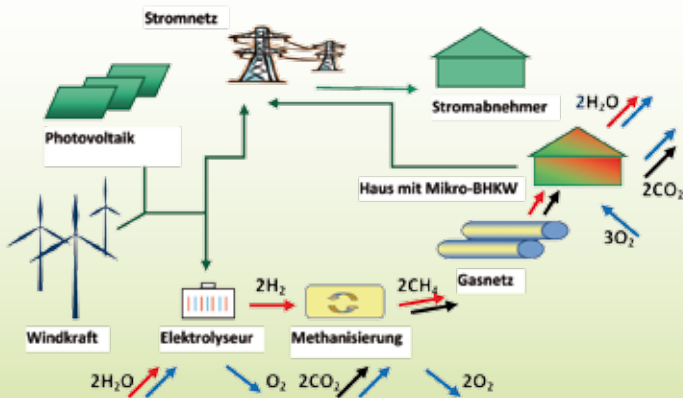 Stromnetz
Stromabnehmer
2H₂O
Photovoltaik
Haus mit Mikro-BHKW
2CO₂
3O₂
Gasnetz
2H₂
2CH₄
Windkraft
Elektrolyseur
Methanisierung
2H₂O
O₂
2CO₂
2O₂